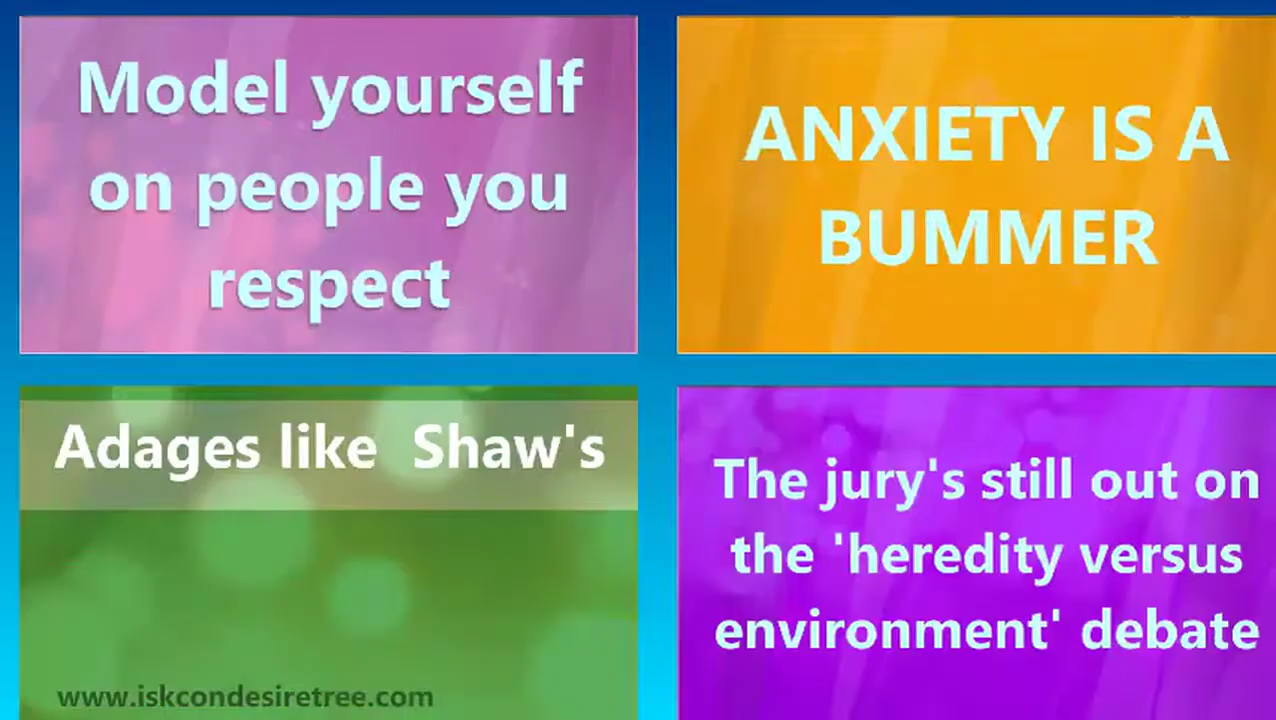 Model yourself
on people you
respect
ANXIETY IS A
BUMMER
Adages like  Shaw's
www.iskcondesiretree.com
The jury's still out on
the 'heredity versus
environment' debate